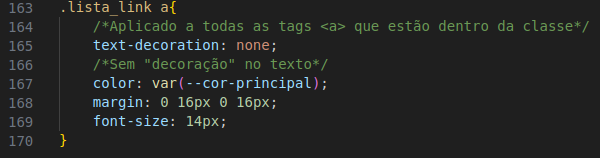 163 .lista_link a{
164 /*Aplicado a todas as tags <a> que estão dentro da classe*/
165 text-decoration: none;
166 /*Sem "decoração" no texto*/
167 color: var(--cor-principal);
168 margin: 0 16px 0 16px;
169 font-size: 14px;
170 }